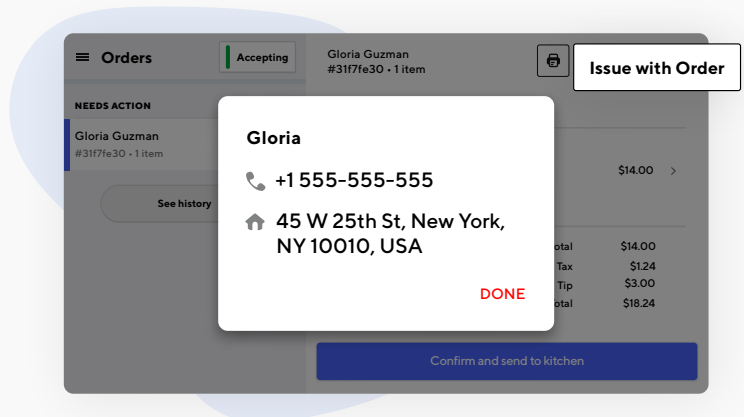 Orders
Accepting
Gloria Guzman
#31f7fe30 • 1 item
Issue with Order
NEEDS ACTION
Gloria Guzman
#31f7fe30 • 1 item
See history
Gloria
+1 555-555-555
45 W 25th St, New York,
NY 10010, USA
DONE
$14.00
otal $14.00
Tax $1.24
Tip $3.00
otal $18.24
Confirm and send to kitchen